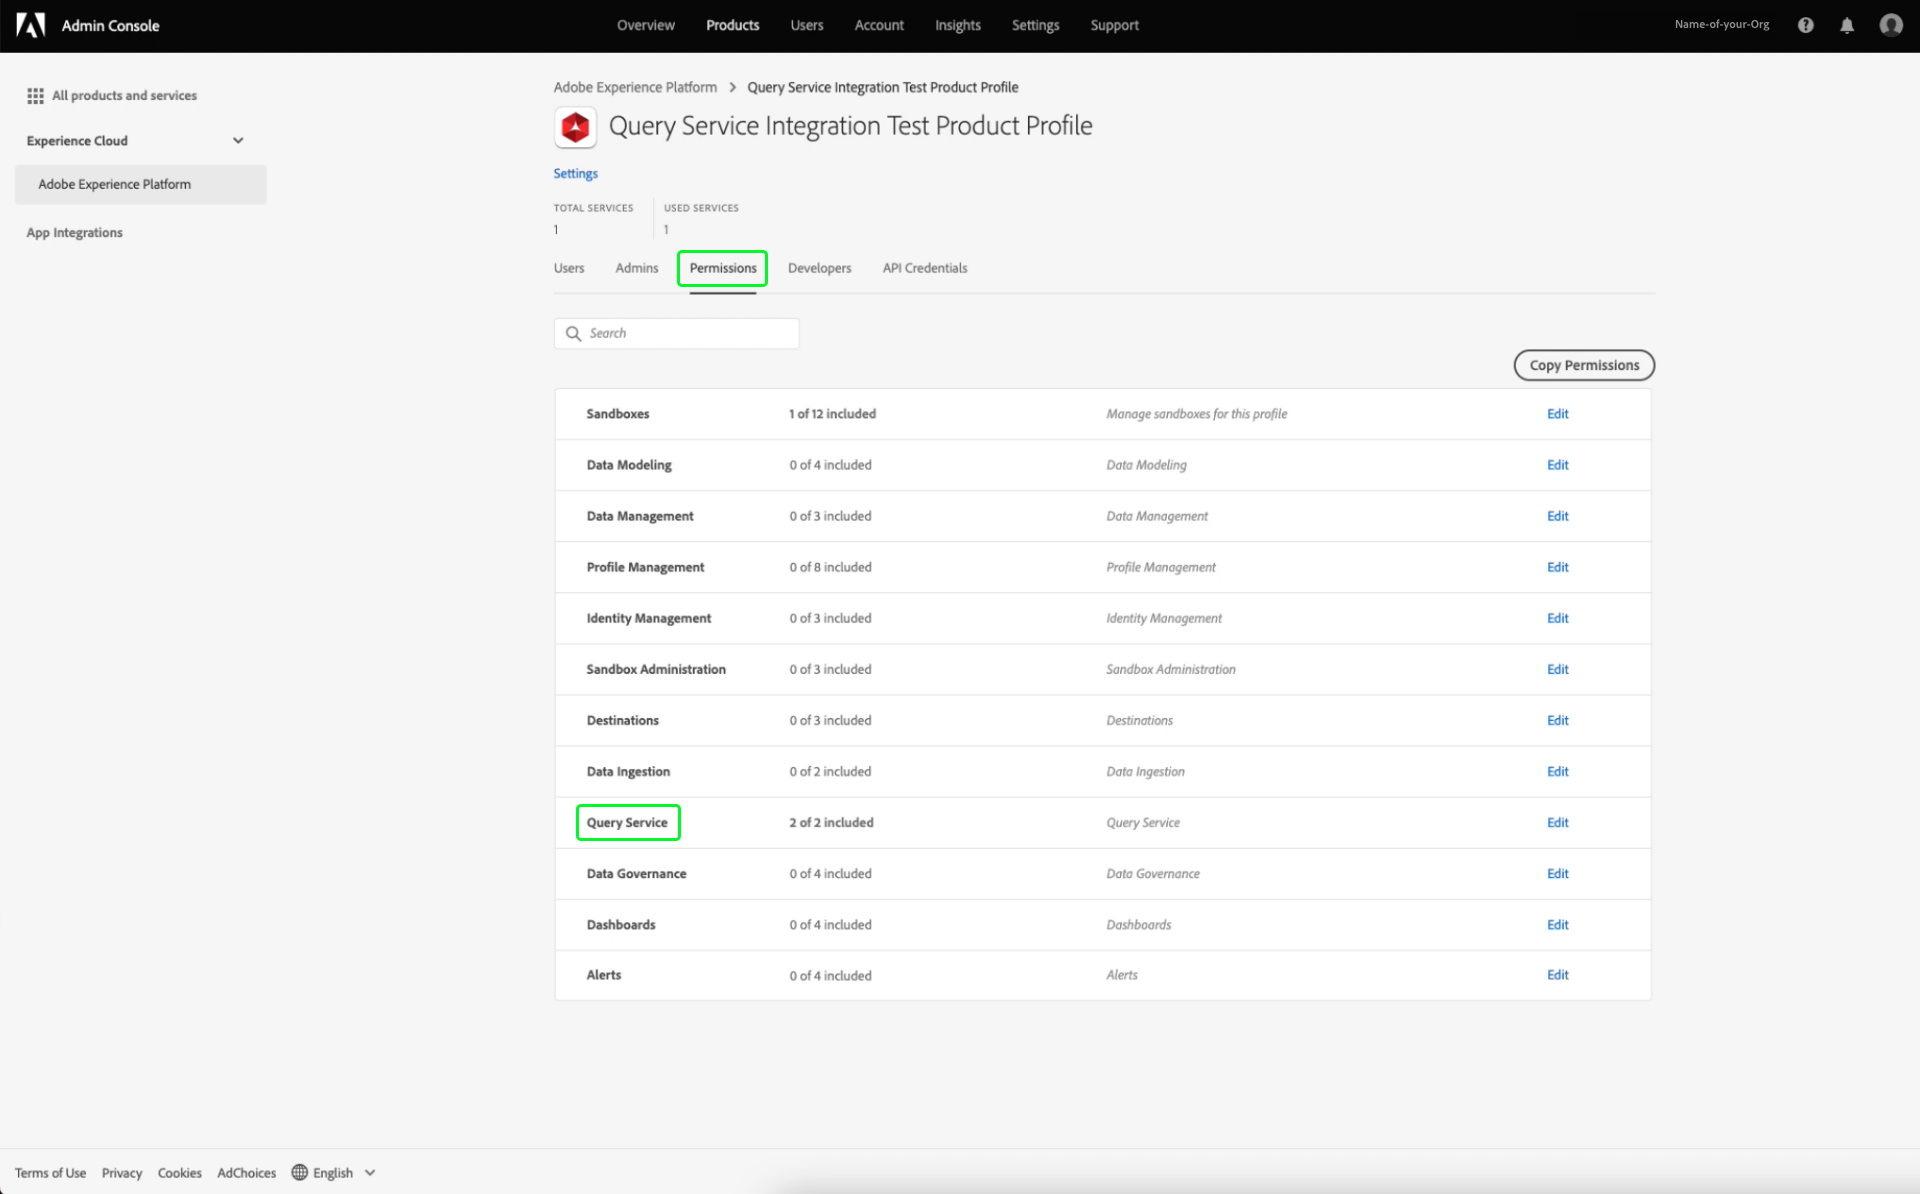 Admin Console
Overview Products Users Account Insights Settings Support
Name-of-your-Org
All products and services
Experience Cloud
Adobe Experience Platform
App Integrations
Adobe Experience Platform > Query Service Integration Test Product Profile
Query Service Integration Test Product Profile
Settings
TOTAL SERVICES USED SERVICES
1 1
Users Admins Permissions Developers API Credentials
Search
Copy Permissions
Sandboxes 1 of 12 included Manage sandboxes for this profile Edit
Data Modeling 0 of 4 included Data Modeling Edit
Data Management 0 of 3 included Data Management Edit
Profile Management 0 of 8 included Profile Management Edit
Identity Management 0 of 3 included Identity Management Edit
Sandbox Administration 0 of 3 included Sandbox Administration Edit
Destinations 0 of 3 included Destinations Edit
Data Ingestion 0 of 2 included Data Ingestion Edit
Query Service 2 of 2 included Query Service Edit
Data Governance 0 of 4 included Data Governance Edit
Dashboards 0 of 4 included Dashboards Edit
Alerts 0 of 4 included Alerts Edit
Terms of Use Privacy Cookies AdChoices English